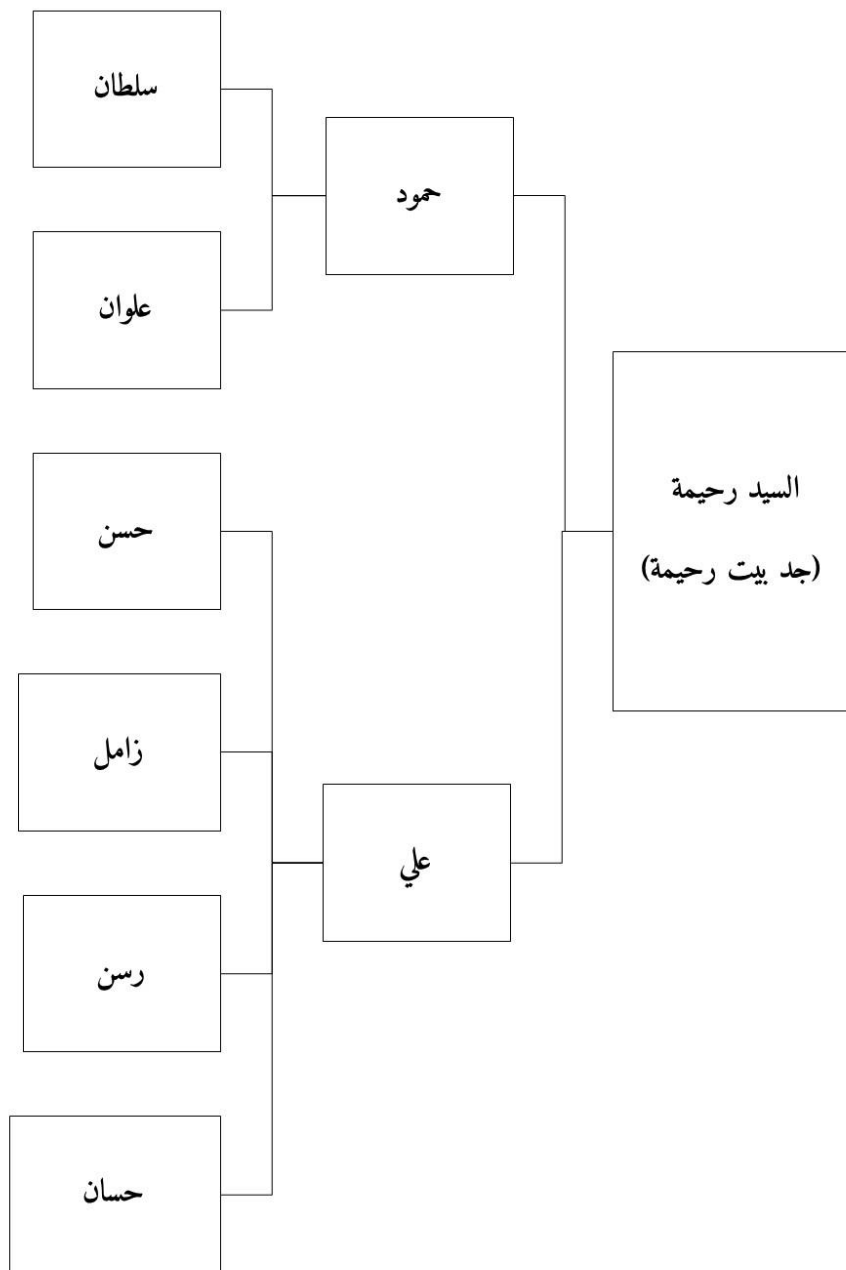 السيد رحيمة
(جد بيت رحيمة)
حمود
سلطان
علوان
علي
حسن
زامل
رسن
حسان